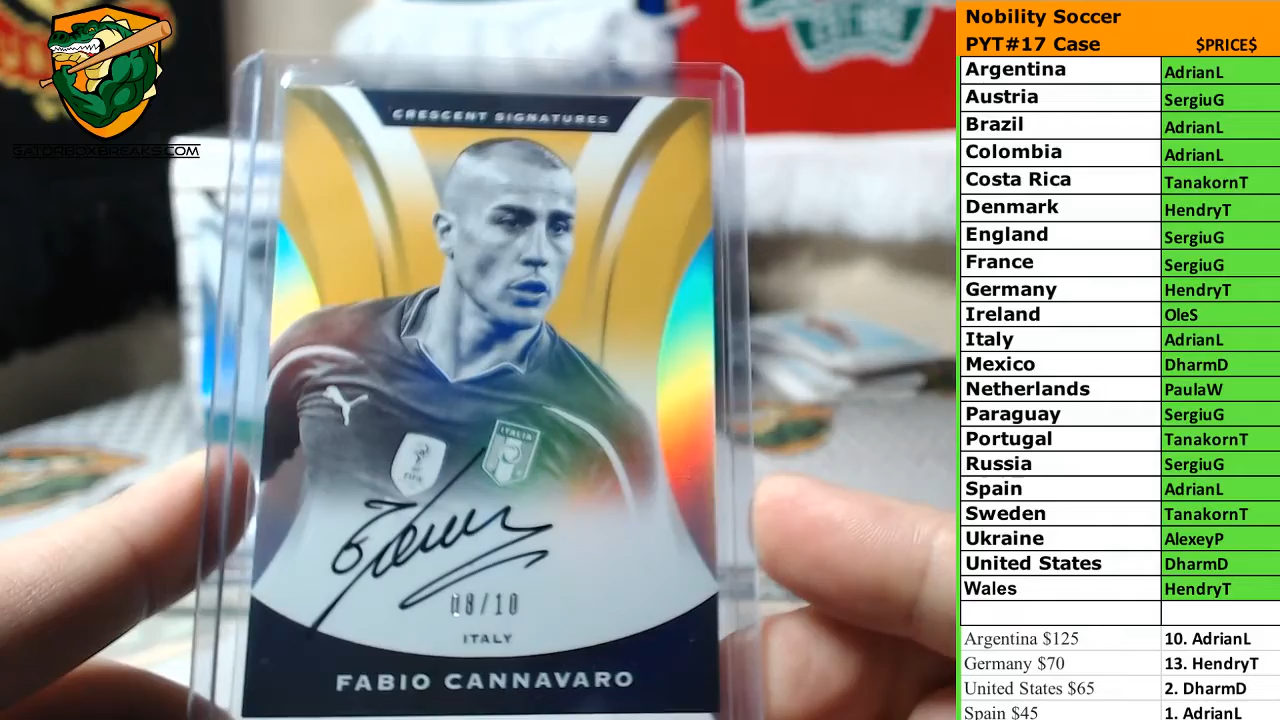 GATORBOXBREAKS.COM
CRESCENT SIGNATURES
ITALIA
FIFA
08/10
ITALY
FABIO CANNAVARO
Nobility Soccer
PYT#17 Case $PRICE$
Argentina AdrianL
Austria SergiuG
Brazil AdrianL
Colombia AdrianL
Costa Rica TanakornT
Denmark HendryT
England SergiuG
France SergiuG
Germany HendryT
Ireland OleS
Italy AdrianL
Mexico DharmD
Netherlands PaulaW
Paraguay SergiuG
Portugal TanakornT
Russia SergiuG
Spain AdrianL
Sweden TanakornT
Ukraine AlexeyP
United States DharmD
Wales HendryT
Argentina $125 10. AdrianL
Germany $70 13. HendryT
United States $65 2. DharmD
Spain $45 1. AdrianL